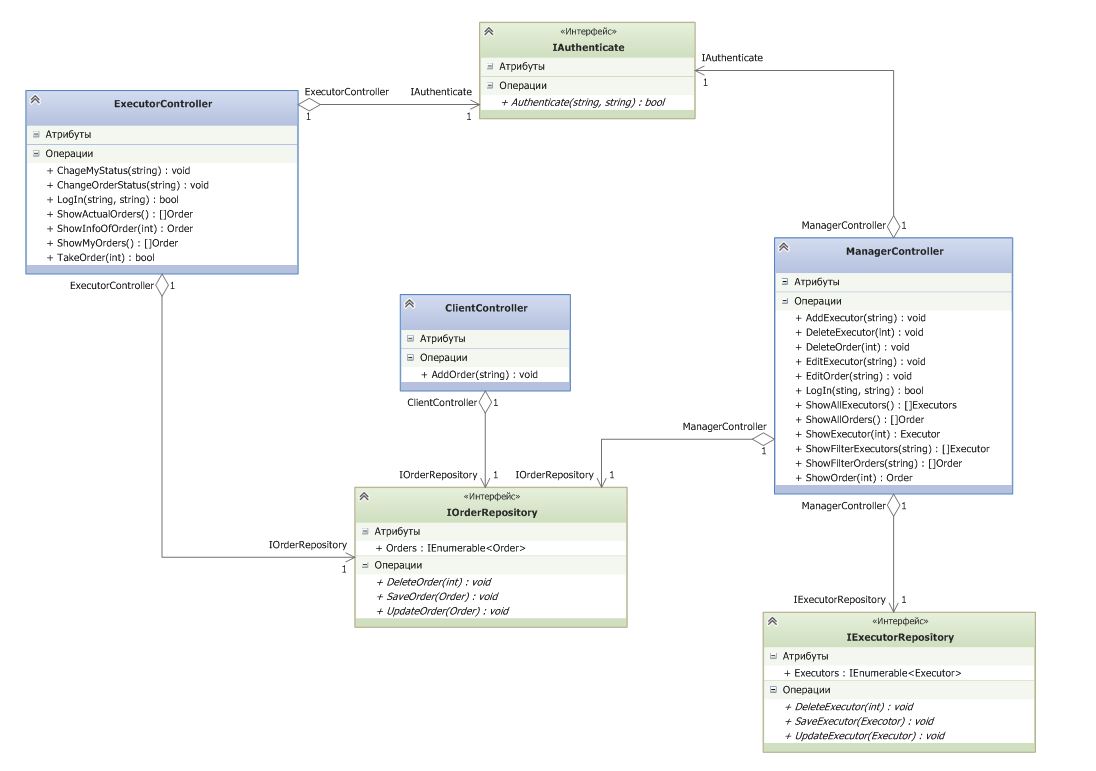 «Интерфейс»
IAuthenticate
Атрибуты
Операции
+ Authenticate(string, string) : bool
ExecutorController
IAuthenticate
1
1
IAuthenticate
1
ExecutorController
Атрибуты
Операции
+ ChageMyStatus(string) : void
+ ChangeOrderStatus(string) : void
+ LogIn(string, string) : bool
+ ShowActualOrders() : []Order
+ ShowInfoOfOrder(int) : Order
+ ShowMyOrders() : []Order
+ TakeOrder(int) : bool
ExecutorController
1
ManagerController
1
ManagerController
Атрибуты
Операции
+ AddExecutor(string) : void
+ DeleteExecutor(int) : void
+ DeleteOrder(int) : void
+ EditExecutor(string) : void
+ EditOrder(string) : void
+ LogIn(sting, string) : bool
+ ShowAllExecutors() : []Executors
+ ShowAllOrders() : []Order
+ ShowExecutor(int) : Executor
+ ShowFilterExecutors(string) : []Executor
+ ShowFilterOrders(string) : []Order
+ ShowOrder(int) : Order
ClientController
Атрибуты
Операции
+ AddOrder(string) : void
ClientController
1
ManagerController
1
IOrderRepository
1
IOrderRepository
1
ManagerController
1
IOrderRepository
1
«Интерфейс»
IOrderRepository
Атрибуты
+ Orders : IEnumerable<Order>
Операции
+ DeleteOrder(int) : void
+ SaveOrder(Order) : void
+ UpdateOrder(Order) : void
IExecutorRepository
1
«Интерфейс»
IExecutorRepository
Атрибуты
+ Executors : IEnumerable<Executor>
Операции
+ DeleteExecutor(int) : void
+ SaveExecutor(Executor) : void
+ UpdateExecutor(Executor) : void